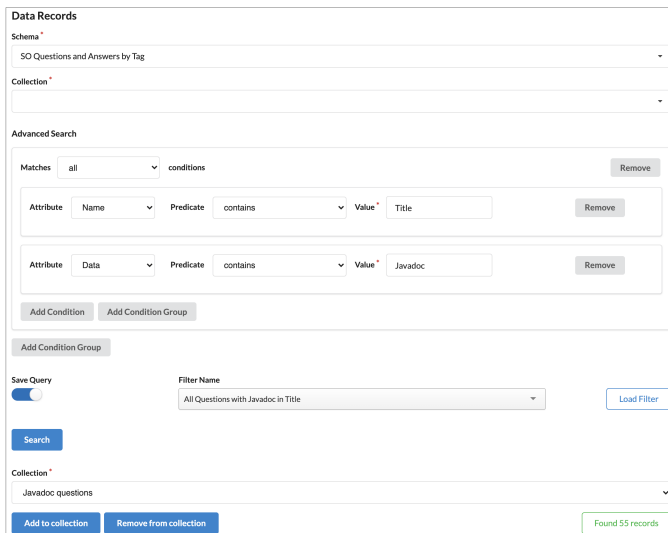 Data Records
Schema *
SO Questions and Answers by Tag
Collection *
Advanced Search
Matches all conditions Remove
Attribute Name Predicate contains Value * Title Remove
Attribute Data Predicate contains Value * Javadoc Remove
Add Condition Add Condition Group
Add Condition Group
Save Query Filter Name
All Questions with Javadoc in Title Load Filter
Search
Collection *
Javadoc questions
Add to collection Remove from collection Found 55 records